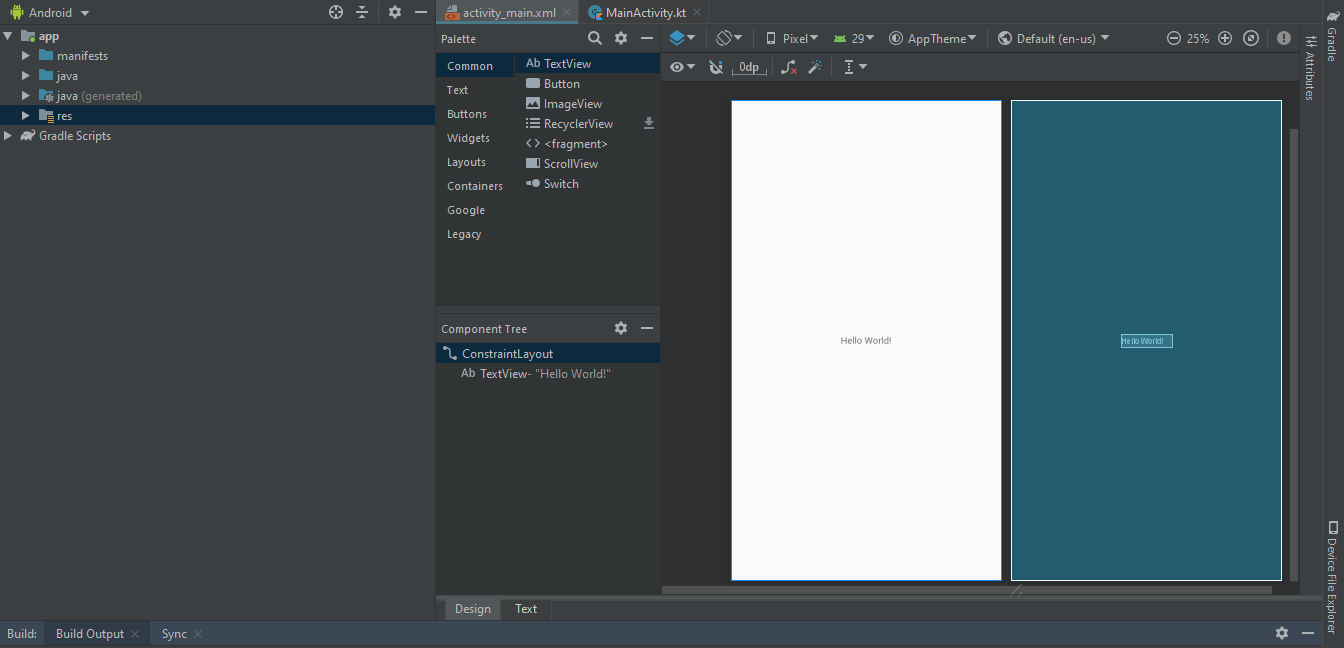 Android
activity_main.xml
MainActivity.kt
app
manifests
java
java (generated)
res
Gradle Scripts
Palette
Common
Text
Buttons
Widgets
Layouts
Containers
Google
Legacy
Ab TextView
Button
ImageView
RecyclerView
<fragment>
ScrollView
Switch
Component Tree
ConstraintLayout
Ab TextView- "Hello World!"
Pixel
29
AppTheme
Default (en-us)
25%
0dp
Hello World!
Hello World!
Design
Text
Gradle
Attributes
Device File Explorer
Build:
Build Output
Sync